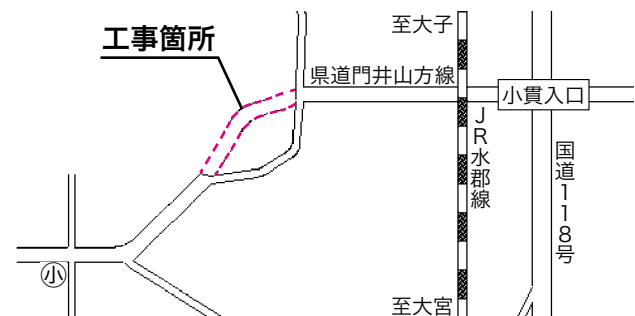 至大子
工事箇所
県道門井山方線
小貫入口
JR水郡線
国道118号
小
至大宮